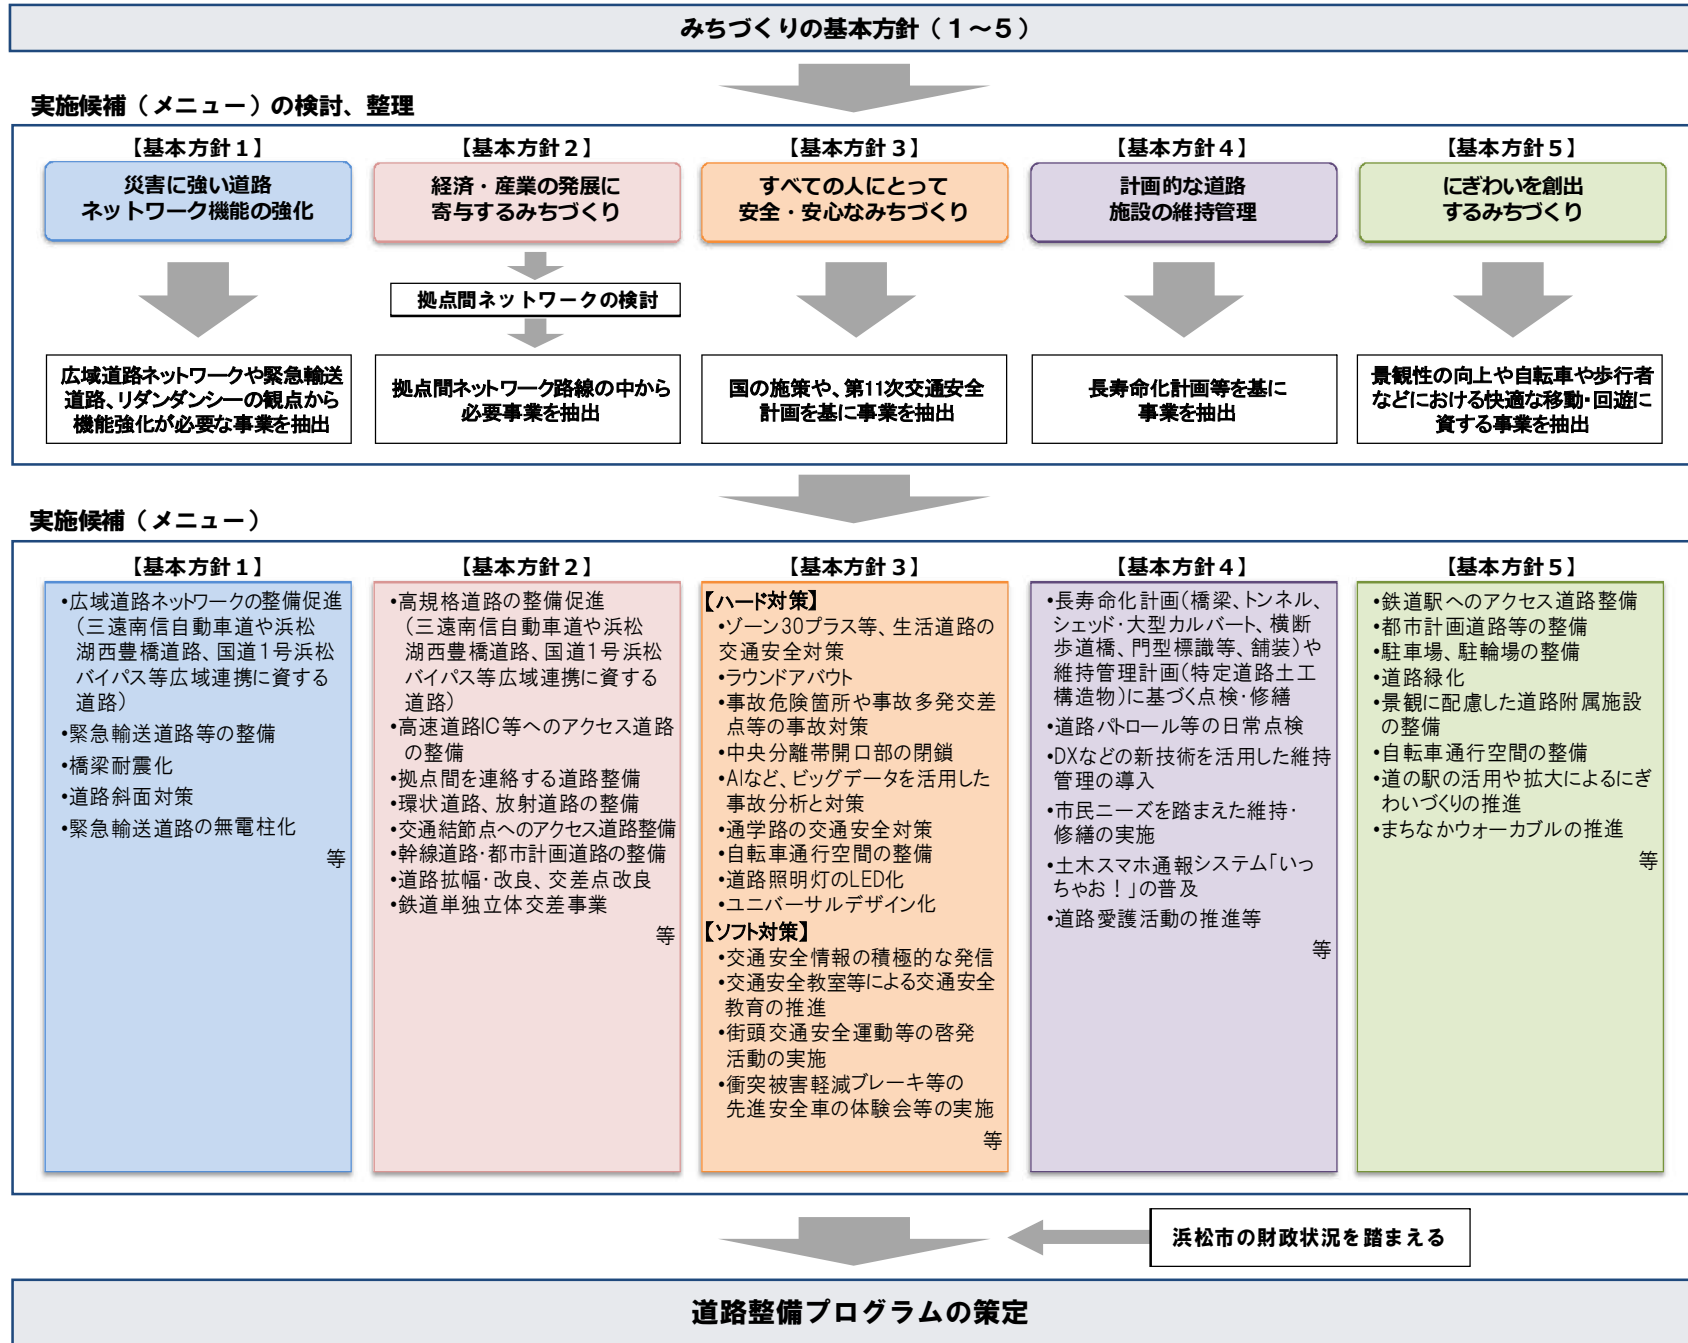 みちづくりの基本方針（１～５）
実施候補（メニュー）の検討、整理
【基本方針１】
災害に強い道路
ネットワーク機能の強化
広域道路ネットワークや緊急輸送
道路、リダンダンシーの観点から
機能強化が必要な事業を抽出
【基本方針２】
経済・産業の発展に
寄与するみちづくり
拠点間ネットワークの検討
拠点間ネットワーク路線の中から
必要事業を抽出
【基本方針３】
すべての人にとって
安全・安心なみちづくり
国の施策や、第11次交通安全
計画を基に事業を抽出
【基本方針４】
計画的な道路
施設の維持管理
長寿命化計画等を基に
事業を抽出
【基本方針５】
にぎわいを創出
するみちづくり
景観性の向上や自転車や歩行者
などにおける快適な移動・回遊に
資する事業を抽出
実施候補（メニュー）
【基本方針１】
•広域道路ネットワークの整備促進
（三遠南信自動車道や浜松
湖西豊橋道路、国道1号浜松
バイパス等広域連携に資する
道路）
•緊急輸送道路等の整備
•橋梁耐震化
•道路斜面対策
•緊急輸送道路の無電柱化
等
【基本方針２】
•高規格道路の整備促進
（三遠南信自動車道や浜松
湖西豊橋道路、国道1号浜松
バイパス等広域連携に資する
道路）
•高速道路IC等へのアクセス道路
の整備
•拠点間を連絡する道路整備
•環状道路、放射道路の整備
•交通結節点へのアクセス道路整備
•幹線道路・都市計画道路の整備
•道路拡幅・改良、交差点改良
•鉄道単独立体交差事業
等
【基本方針３】
【ハード対策】
•ゾーン30プラス等、生活道路の
交通安全対策
•ラウンドアバウト
•事故危険箇所や事故多発交差
点等の事故対策
•中央分離帯開口部の閉鎖
•AIなど、ビッグデータを活用した
事故分析と対策
•通学路の交通安全対策
•自転車通行空間の整備
•道路照明灯のLED化
•ユニバーサルデザイン化
【ソフト対策】
•交通安全情報の積極的な発信
•交通安全教室等による交通安全
教育の推進
•街頭交通安全運動等の啓発
活動の実施
•衝突被害軽減ブレーキ等の
先進安全車の体験会等の実施
等
【基本方針４】
•長寿命化計画（橋梁、トンネル、
シェッド・大型カルバート、横断
歩道橋、門型標識等、舗装）や
維持管理計画（特定道路土工
構造物）に基づく点検・修繕
•道路パトロール等の日常点検
•DXなどの新技術を活用した維持
管理の導入
•市民ニーズを踏まえた維持・
修繕の実施
•土木スマホ通報システム「いっ
ちゃお！」の普及
•道路愛護活動の推進等
等
【基本方針５】
•鉄道駅へのアクセス道路整備
•都市計画道路等の整備
•駐車場、駐輪場の整備
•道路緑化
•景観に配慮した道路附属施設
の整備
•自転車通行空間の整備
•道の駅の活用や拡大によるにぎ
わいづくりの推進
•まちなかウォーカブルの推進
等
浜松市の財政状況を踏まえる
道路整備プログラムの策定